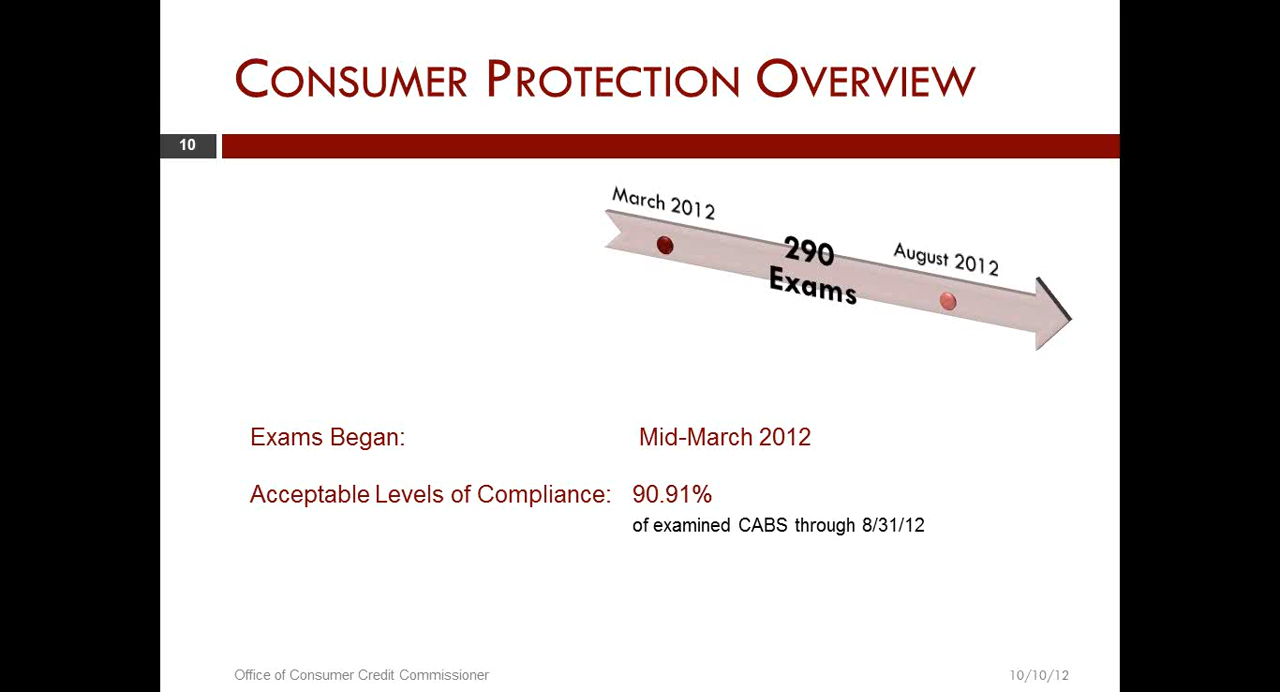 CONSUMER PROTECTION OVERVIEW
10
March 2012
290
Exams
August 2012
Exams Began: Mid-March 2012
Acceptable Levels of Compliance: 90.91%
of examined CABS through 8/31/12
Office of Consumer Credit Commissioner
10/10/12